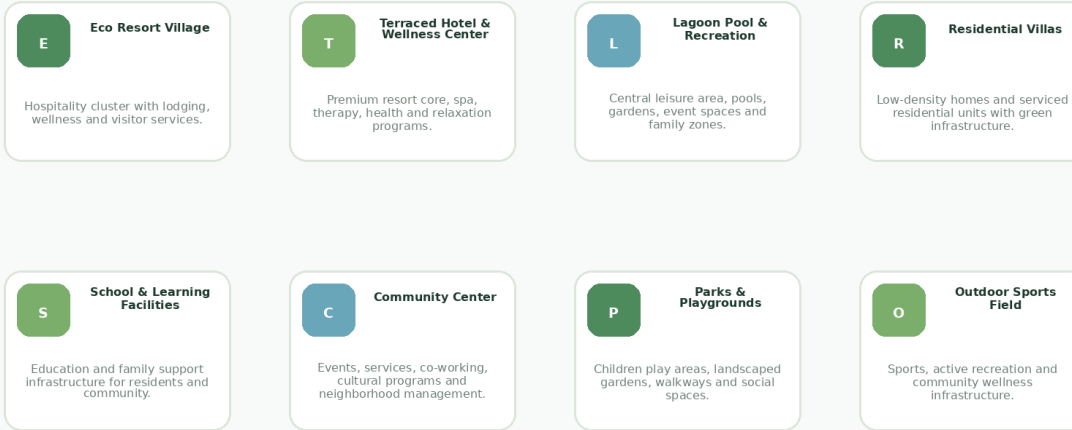 E
Eco Resort Village
Hospitality cluster with lodging,
wellness and visitor services.
T
Terraced Hotel &
Wellness Center
Premium resort core, spa,
therapy, health and relaxation
programs.
L
Lagoon Pool &
Recreation
Central leisure area, pools,
gardens, event spaces and
family zones.
R
Residential Villas
Low-density homes and serviced
residential units with green
infrastructure.
S
School & Learning
Facilities
Education and family support
infrastructure for residents and
community.
C
Community Center
Events, services, co-working,
cultural programs and
neighborhood management.
P
Parks &
Playgrounds
Children play areas, landscaped
gardens, walkways and social
spaces.
O
Outdoor Sports
Field
Sports, active recreation and
community wellness
infrastructure.